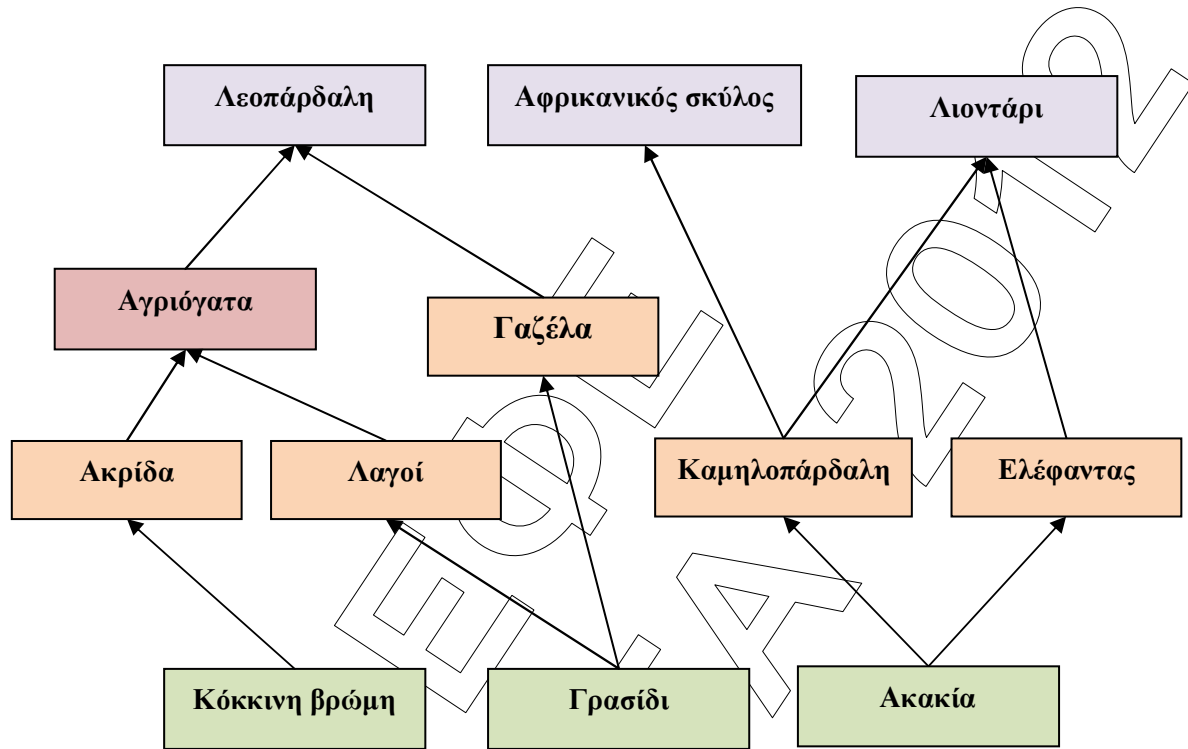 Λεοπάρδαλη
Αφρικανικός σκύλος
Λιοντάρι
Αγριόγατα
Γαζέλα
Ακρίδα
Λαγοί
Καμηλοπάρδαλη
Ελέφαντας
Κόκκινη βρώμη
Γρασίδι
Ακακία